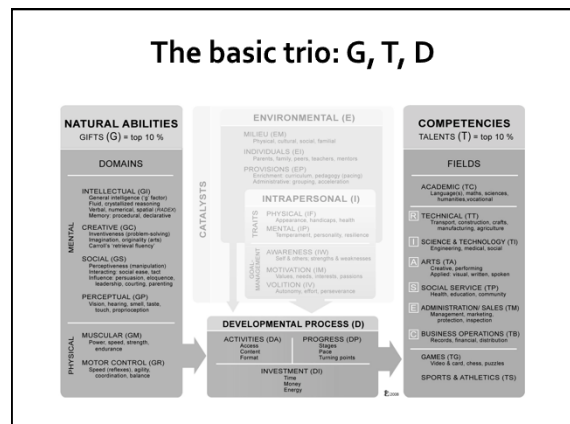 The basic trio: G, T, D
NATURAL ABILITIES
GIFTS (G) = top 10 %
DOMAINS
MENTAL
INTELLECTUAL (GI)
General intelligence ('g' factor)
Fluid, crystallized reasoning
Verbal, numerical, spatial (RADEX)
Memory: procedural, declarative
CREATIVE (GC)
Inventiveness (problem-solving)
Imagination, originality (arts)
Carroll's retrieval fluency
SOCIAL (GS)
Perceptiveness (manipulation)
Interacting: social ease, tact
Influence: persuasion, eloquence,
leadership, courting, parenting
PERCEPTUAL (GP)
Vision, hearing, smell, taste,
touch, proprioception
PHYSICAL
MUSCULAR (GM)
Power, speed, strength,
endurance
MOTOR CONTROL (GR)
Speed (reflexes), agility,
coordination, balance
CATALYSTS
ENVIRONMENTAL (E)
MILIEU (EM)
Physical, cultural, social, familial
INDIVIDUALS (EI)
Parents, family, peers, teachers, mentors
PROVISIONS (EP)
Enrichment: curriculum, pedagogy (pacing)
Administrative: grouping, acceleration
INTRAPERSONAL (I)
TRAITS
PHYSICAL (IF)
Appearance, handicaps, health
MENTAL (IP)
Temperament, personality, resilience
GOAL-
MANAGEMENT
AWARENESS (IW)
Self & others; strengths & weaknesses
MOTIVATION (IM)
Values, needs, interests, passions
VOLITION (IV)
Autonomy, effort, perseverance
DEVELOPMENTAL PROCESS (D)
ACTIVITIES (DA)
Access
Content
Format
PROGRESS (DP)
Stages
Pace
Turning points
INVESTMENT (DI)
Time
Money
Energy
2008
COMPETENCIES
TALENTS (T) = top 10 %
FIELDS
ACADEMIC (TC)
Language(s), maths, sciences,
humanities, vocational
R TECHNICAL (TT)
Transport, construction, crafts,
manufacturing, agriculture
I SCIENCE & TECHNOLOGY (TI)
Engineering, medical, social
A ARTS (TA)
Creative, performing
Applied: visual, written, spoken
S SOCIAL SERVICE (TP)
Health, education, community
E ADMINISTRATION/ SALES (TM)
Management, marketing,
protection, inspection
C BUSINESS OPERATIONS (TB)
Records, financial, distribution
GAMES (TG)
Video & card, chess, puzzles
SPORTS & ATHLETICS (TS)